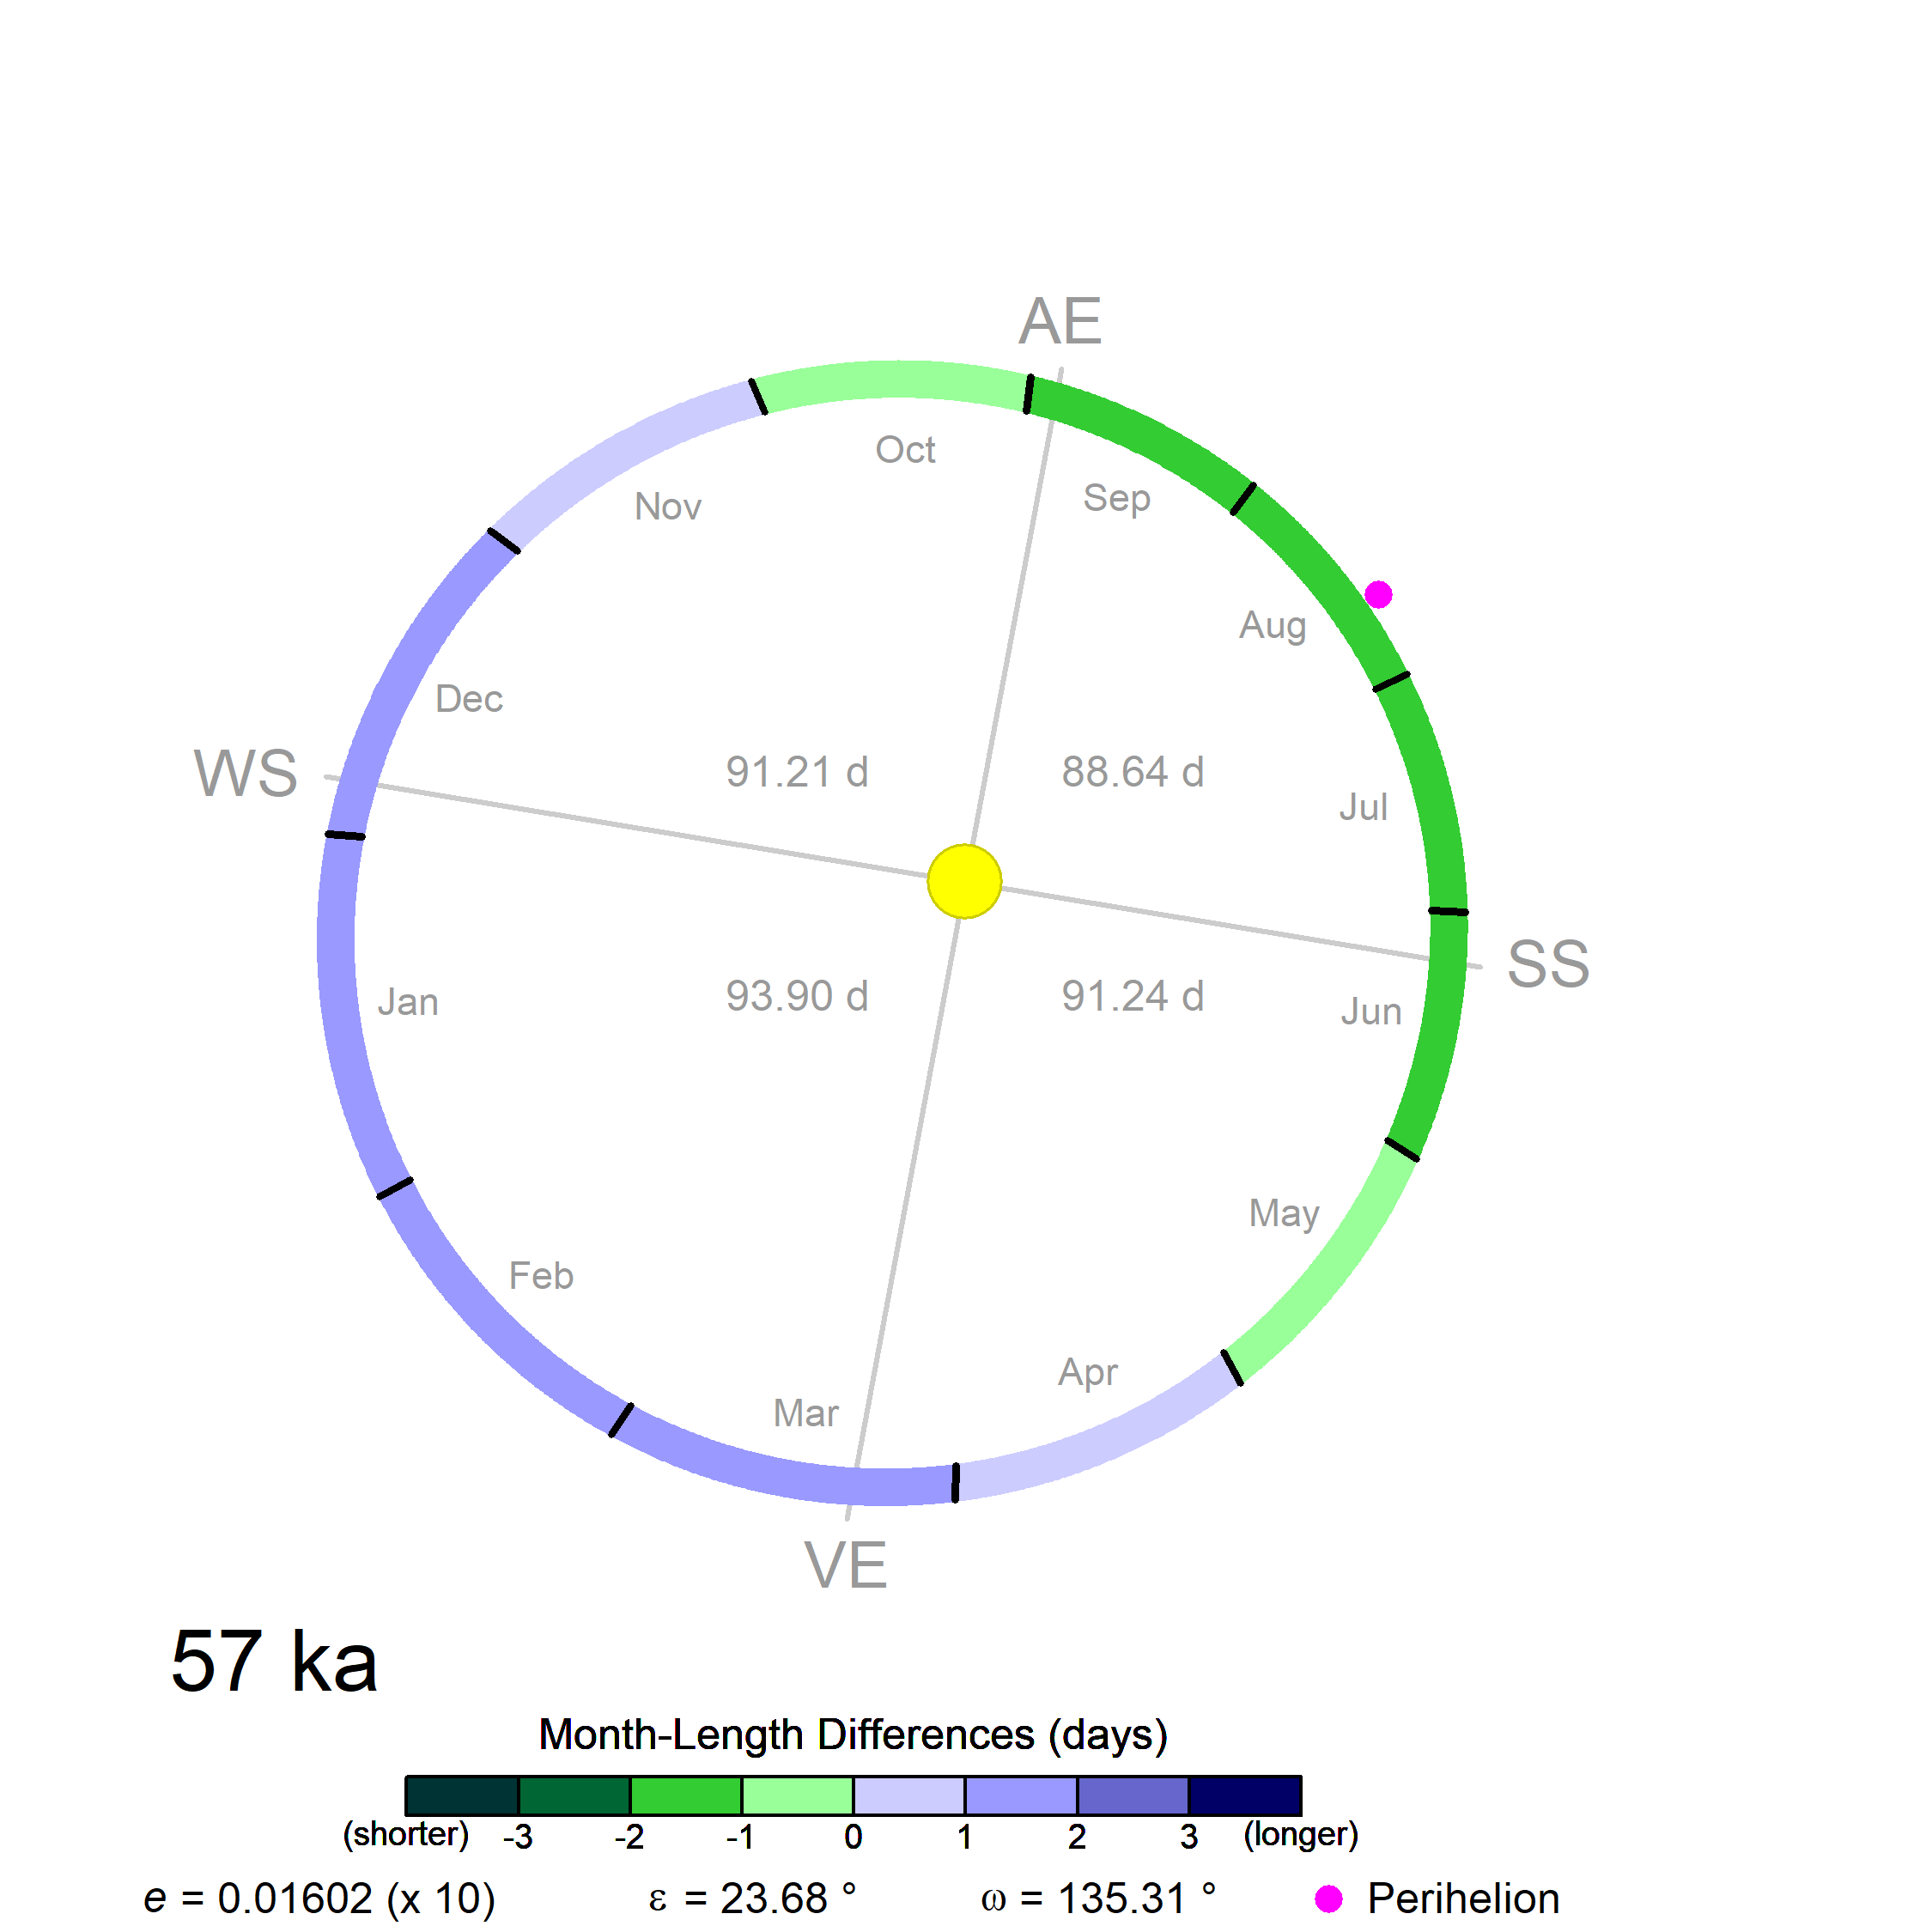 AE
Oct
Sep
Nov
Aug
Dec
WS
91.21 d
88.64 d
Jul
SS
93.90 d
91.24 d
Jan
Jun
May
Feb
Apr
Mar
VE
57 ka
Month-Length Differences (days)
(shorter) -3 -2 -1 0 1 2 3 (longer)
e = 0.01602 (x 10) ε = 23.68 ° ω = 135.31 ° Perihelion